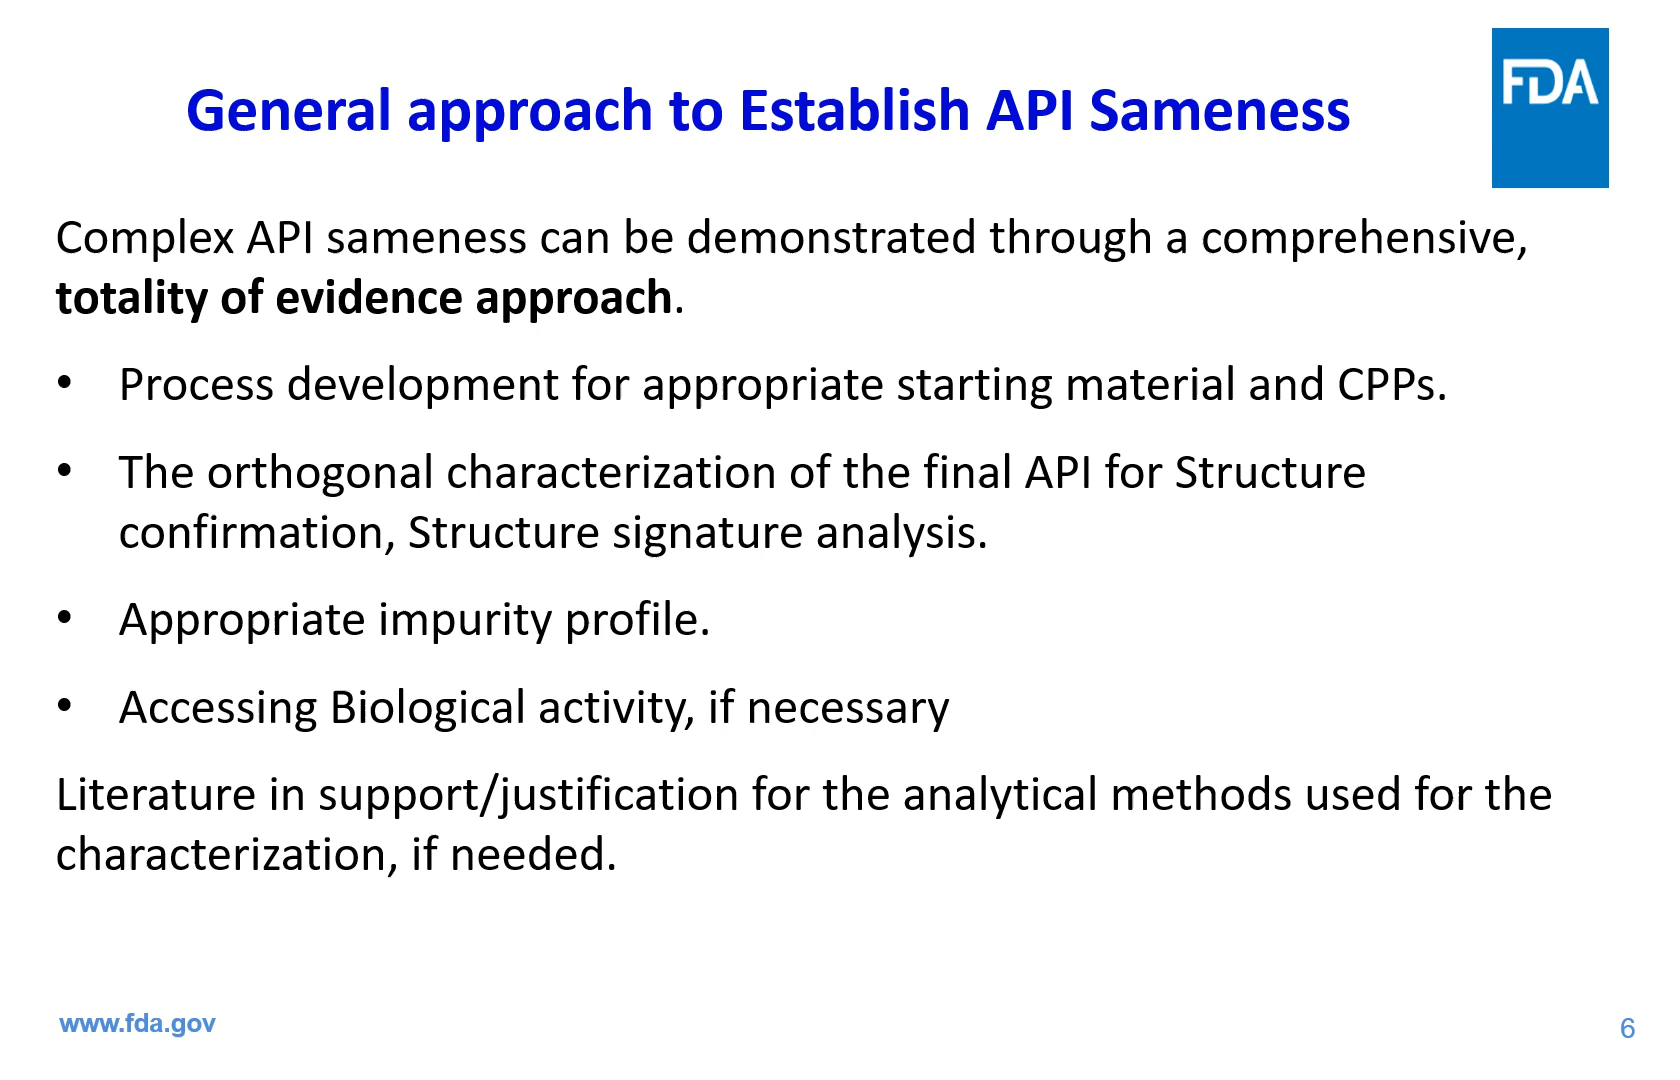 General approach to Establish API Sameness
FDA
Complex API sameness can be demonstrated through a comprehensive,
totality of evidence approach.
• Process development for appropriate starting material and CPPs.
• The orthogonal characterization of the final API for Structure
confirmation, Structure signature analysis.
• Appropriate impurity profile.
• Accessing Biological activity, if necessary
Literature in support/justification for the analytical methods used for the
characterization, if needed.
www.fda.gov
6